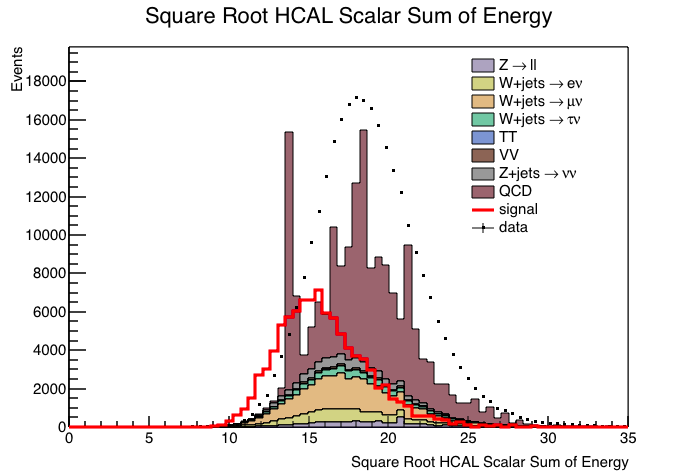 Square Root HCAL Scalar Sum of Energy
Events
18000
16000
14000
12000
10000
8000
6000
4000
2000
0
0 5 10 15 20 25 30 35
Square Root HCAL Scalar Sum of Energy
Z → ll
W+jets → eν
W+jets → μν
W+jets → τν
TT
VV
Z+jets → νν
QCD
signal
data